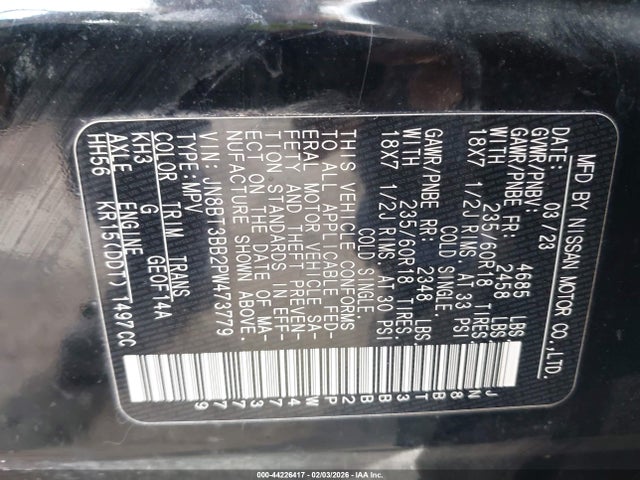 MFD BY NISSAN MOTOR CO.,LTD.
DATE: 03/23
GVWR/PNBV: 4685 LBS.
GAWR/PNBE FR: 2458 LBS.
WITH 235/60R18 TIRES.
18X7 1/2J RIMS, AT 33 PSI
COLD SINGLE.
GAWR/PNBE RR: 2348 LBS.
WITH 235/60R18 TIRES.
18X7 1/2J RIMS, AT 30 PSI
COLD SINGLE.
THIS VEHICLE CONFORMS
TO ALL APPLICABLE FED-
ERAL MOTOR VEHICLE SA-
FETY AND THEFT PREVEN-
TION STANDARDS IN EFF-
ECT ON THE DATE OF MA-
NUFACTURE SHOWN ABOVE.
VIN: JN8BT3BB2PW473779
TYPE: MPV
COLOR TRIM TRANS
KH3 G GE0F14A
AXLE ENGINE
HH56 KR15(DDT) 1497CC
JN8BT3BB2PW473779
000-44226417 - 02/03/2026 - IAAI Inc.